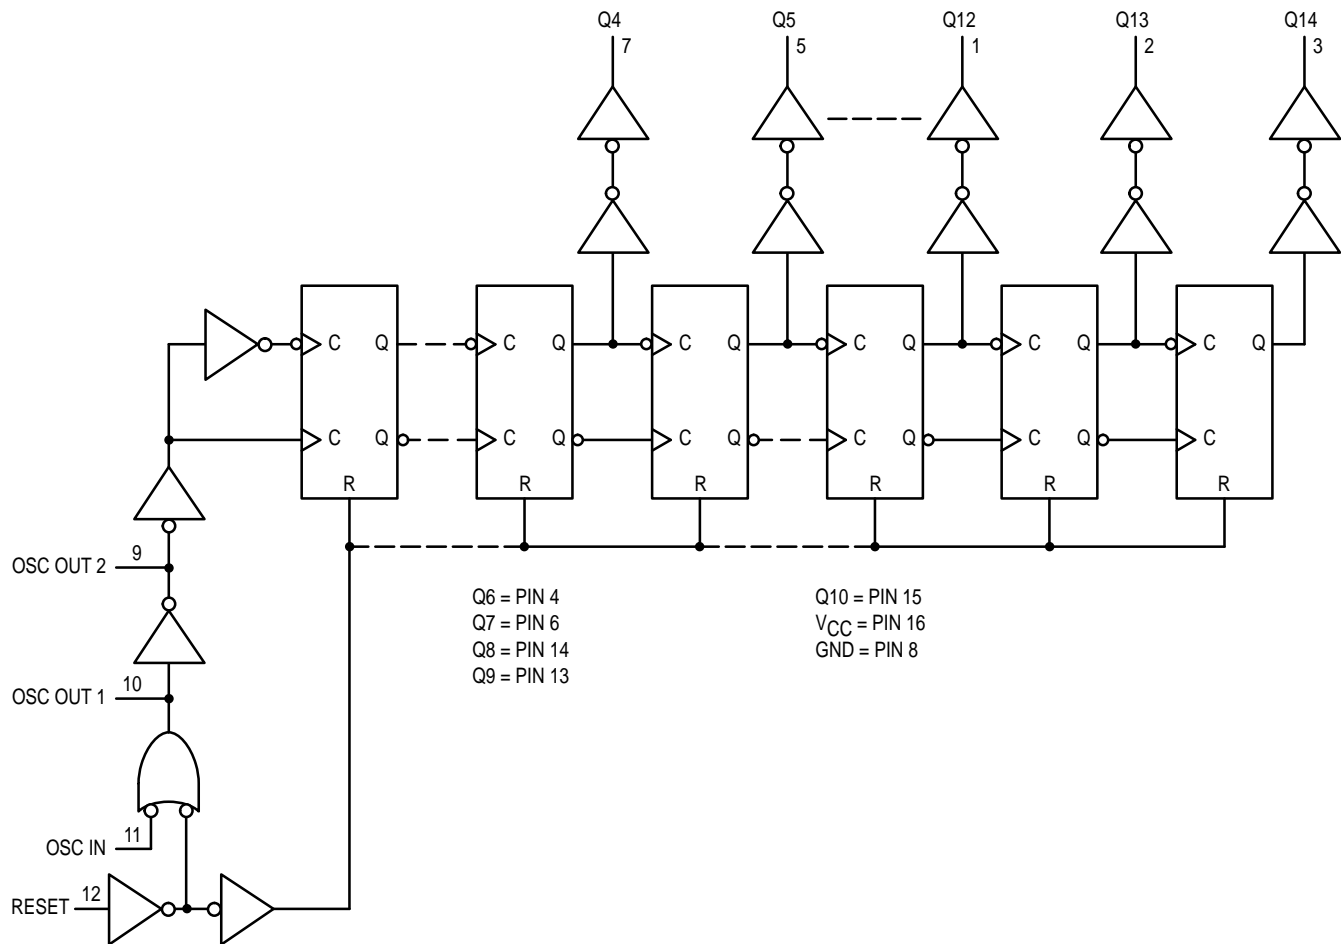 Q4 Q5 Q12 Q13 Q14
7 5 1 2 3
C Q C Q C Q C Q C Q C Q
C Q C Q C Q C Q C Q C Q
R R R R R R
OSC OUT 2 9
Q6 = PIN 4 Q10 = PIN 15
Q7 = PIN 6 VCC = PIN 16
Q8 = PIN 14 GND = PIN 8
Q9 = PIN 13
OSC OUT 1 10
OSC IN 11
RESET 12